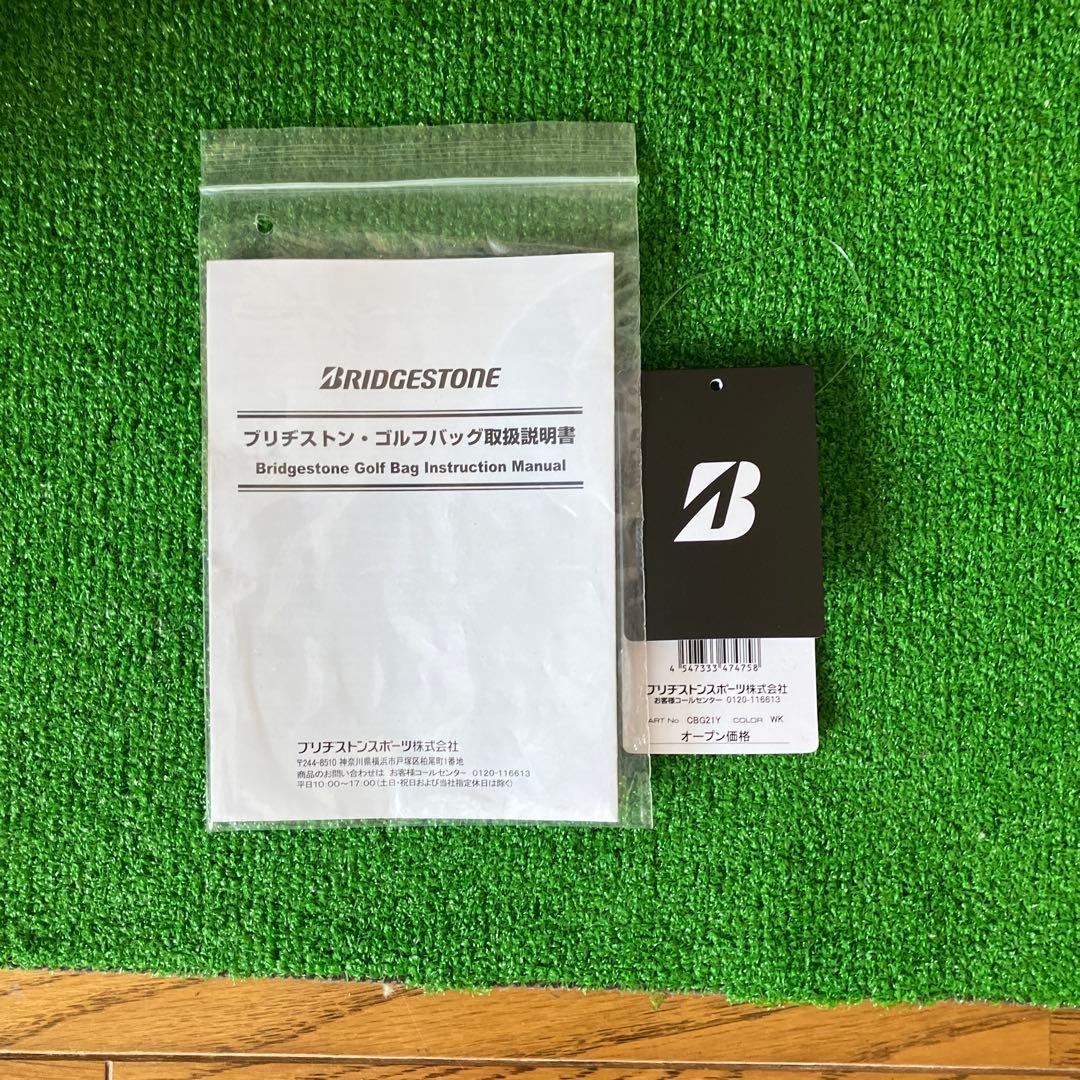 BRIDGESTONE
ブリヂストン・ゴルフバッグ取扱説明書
Bridgestone Golf Bag Instruction Manual
ブリヂストンスポーツ株式会社
〒244-8510 神奈川県横浜市戸塚区柏尾町1番地
商品のお問い合わせは お客様コールセンター 0120-116613
平日10:00～17:00(土日・祝日および当社指定休日は除く)
B
4 547333 474758
ブリヂストンスポーツ株式会社
お客様コールセンター 0120-116613
ART No CBG21Y COLOR WK
オープン価格